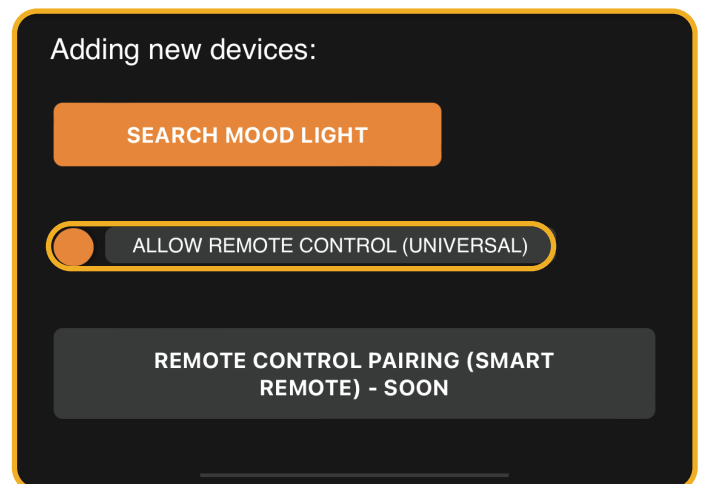 Adding new devices:
SEARCH MOOD LIGHT
ALLOW REMOTE CONTROL (UNIVERSAL)
REMOTE CONTROL PAIRING (SMART
REMOTE) - SOON